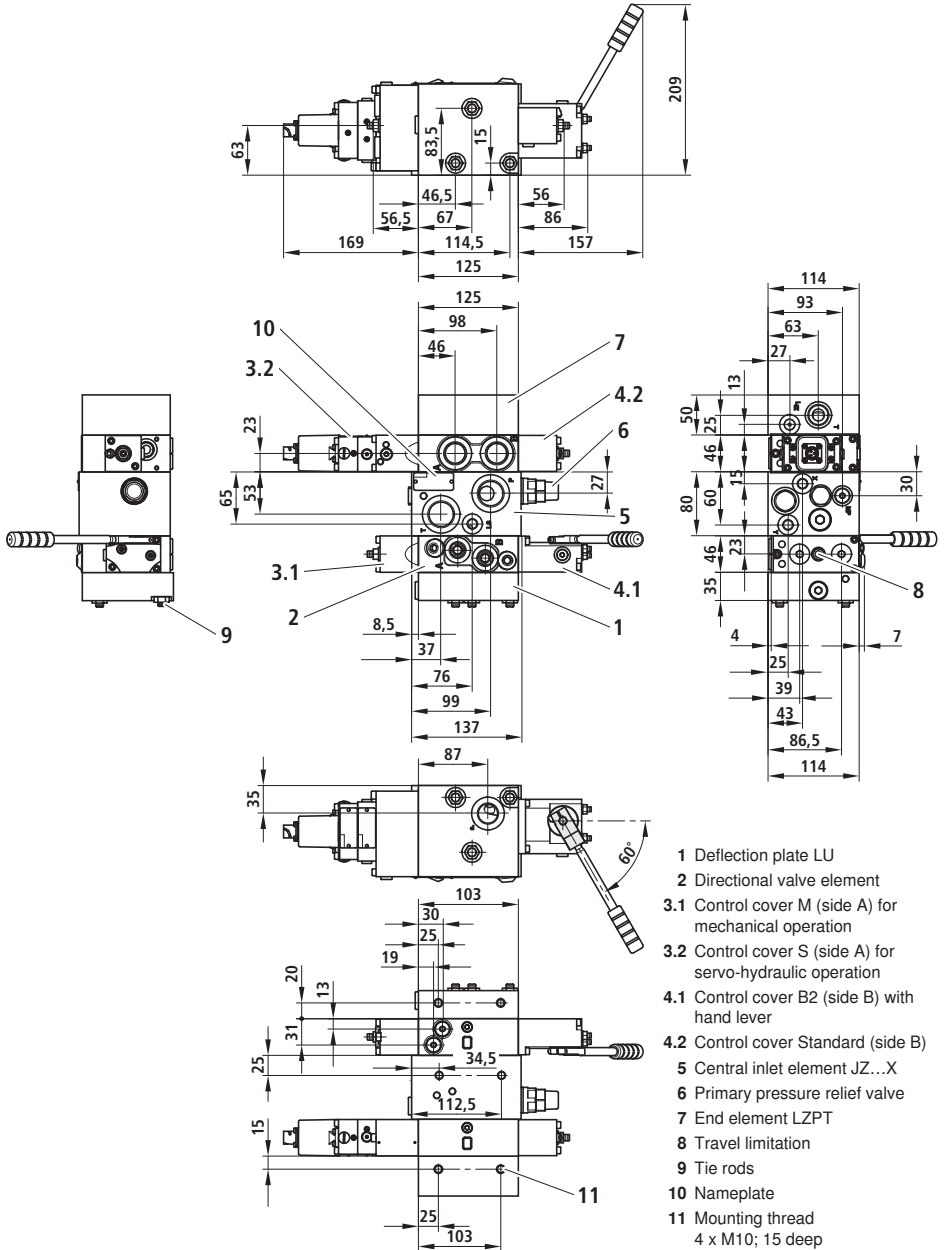 209
63
83,5
15
46,5
56
56,5
67
86
169
114,5
157
125
125
98
46
10
3.2
7
4.2
6
23
65
53
27
5
3.1
4.1
2
1
9
8,5
37
76
99
137
A
B
P
T
LS
A
B
114
93
63
27
13
50
25
46
15
80
60
30
46
23
35
8
4
7
25
39
43
86,5
114
LS
T
X
MP
Y
87
35
P
60°
103
30
25
19
20
13
31
34,5
25
112,5
15
11
25
103
1 Deflection plate LU
2 Directional valve element
3.1 Control cover M (side A) for
mechanical operation
3.2 Control cover S (side A) for
servo-hydraulic operation
4.1 Control cover B2 (side B) with
hand lever
4.2 Control cover Standard (side B)
5 Central inlet element JZ…X
6 Primary pressure relief valve
7 End element LZPT
8 Travel limitation
9 Tie rods
10 Nameplate
11 Mounting thread
4 x M10; 15 deep